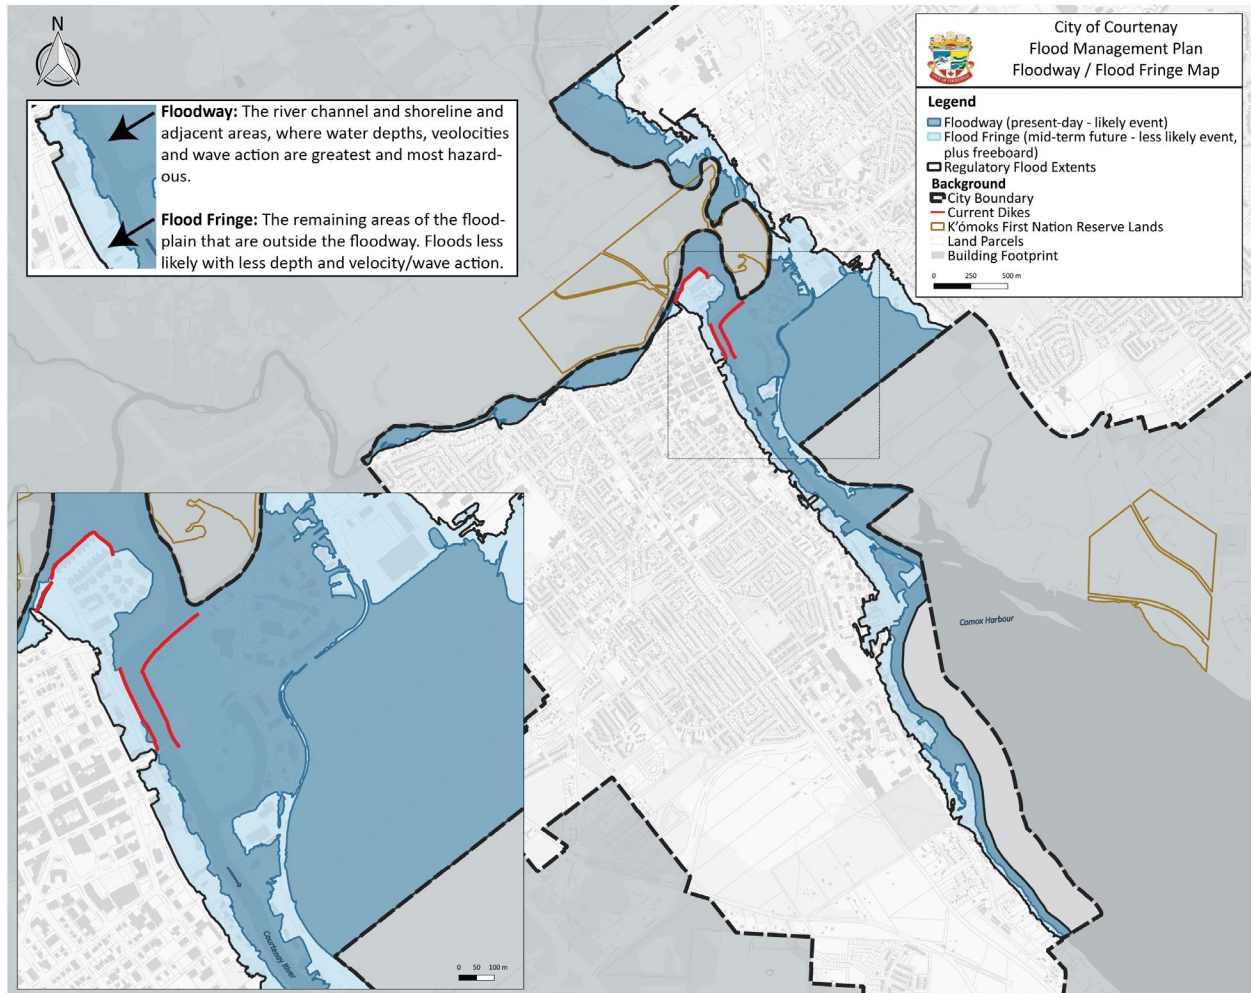 N
Floodway: The river channel and shoreline and
adjacent areas, where water depths, veolocities
and wave action are greatest and most hazard-
ous.
Flood Fringe: The remaining areas of the flood-
plain that are outside the floodway. Floods less
likely with less depth and velocity/wave action.
City of Courtenay
Flood Management Plan
Floodway / Flood Fringe Map
Legend
Floodway (present-day - likely event)
Flood Fringe (mid-term future - less likely event,
plus freeboard)
Regulatory Flood Extents
Background
City Boundary
Current Dikes
K'ómoks First Nation Reserve Lands
Land Parcels
Building Footprint
0 250 500 m
Comox Harbour
Courtenay River
0 50 100 m